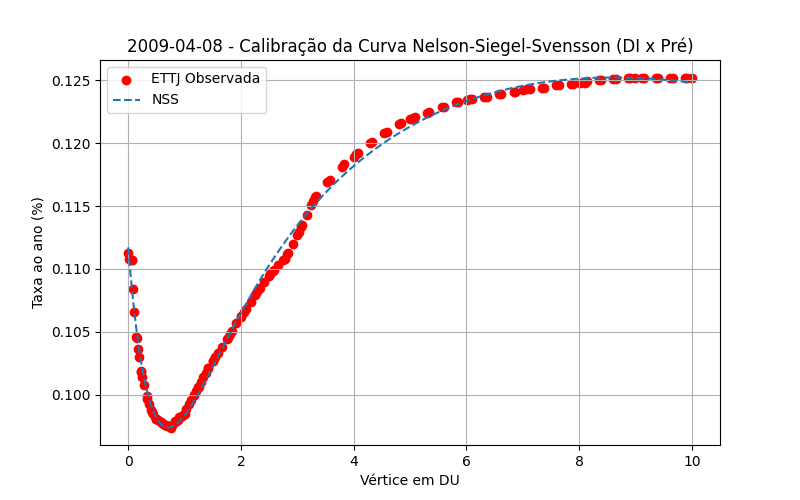 2009-04-08 - Calibração da Curva Nelson-Siegel-Svensson (DI x Pré)
ETTJ Observada
NSS
Taxa ao ano (%)
0.125
0.120
0.115
0.110
0.105
0.100
0 2 4 6 8 10
Vértice em DU